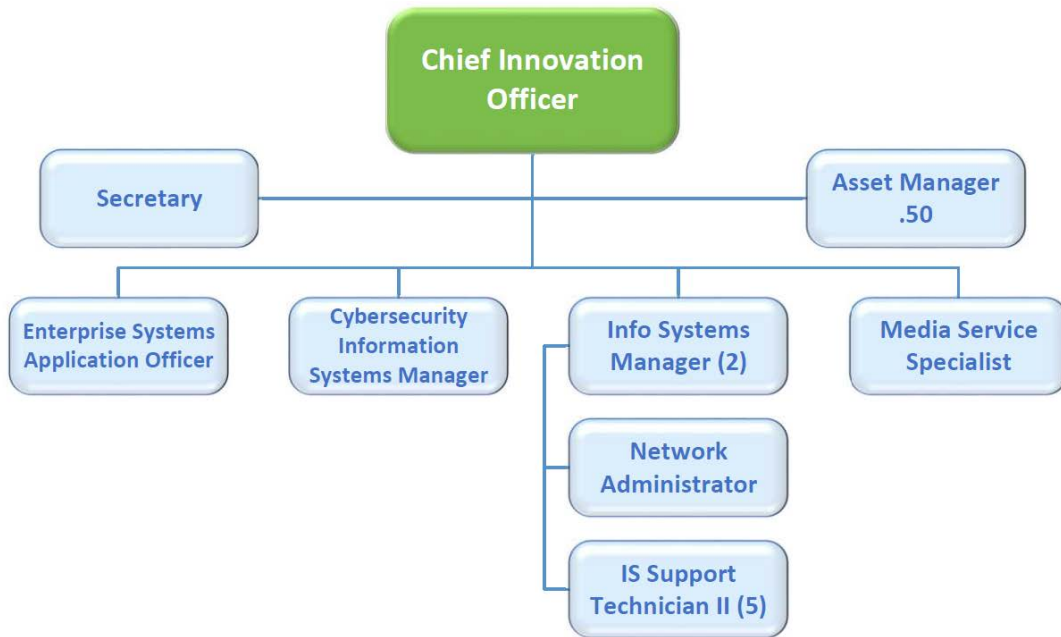 Chief Innovation
Officer
Secretary
Asset Manager
.50
Enterprise Systems
Application Officer
Cybersecurity
Information
Systems Manager
Info Systems
Manager (2)
Media Service
Specialist
Network
Administrator
IS Support
Technician II (5)